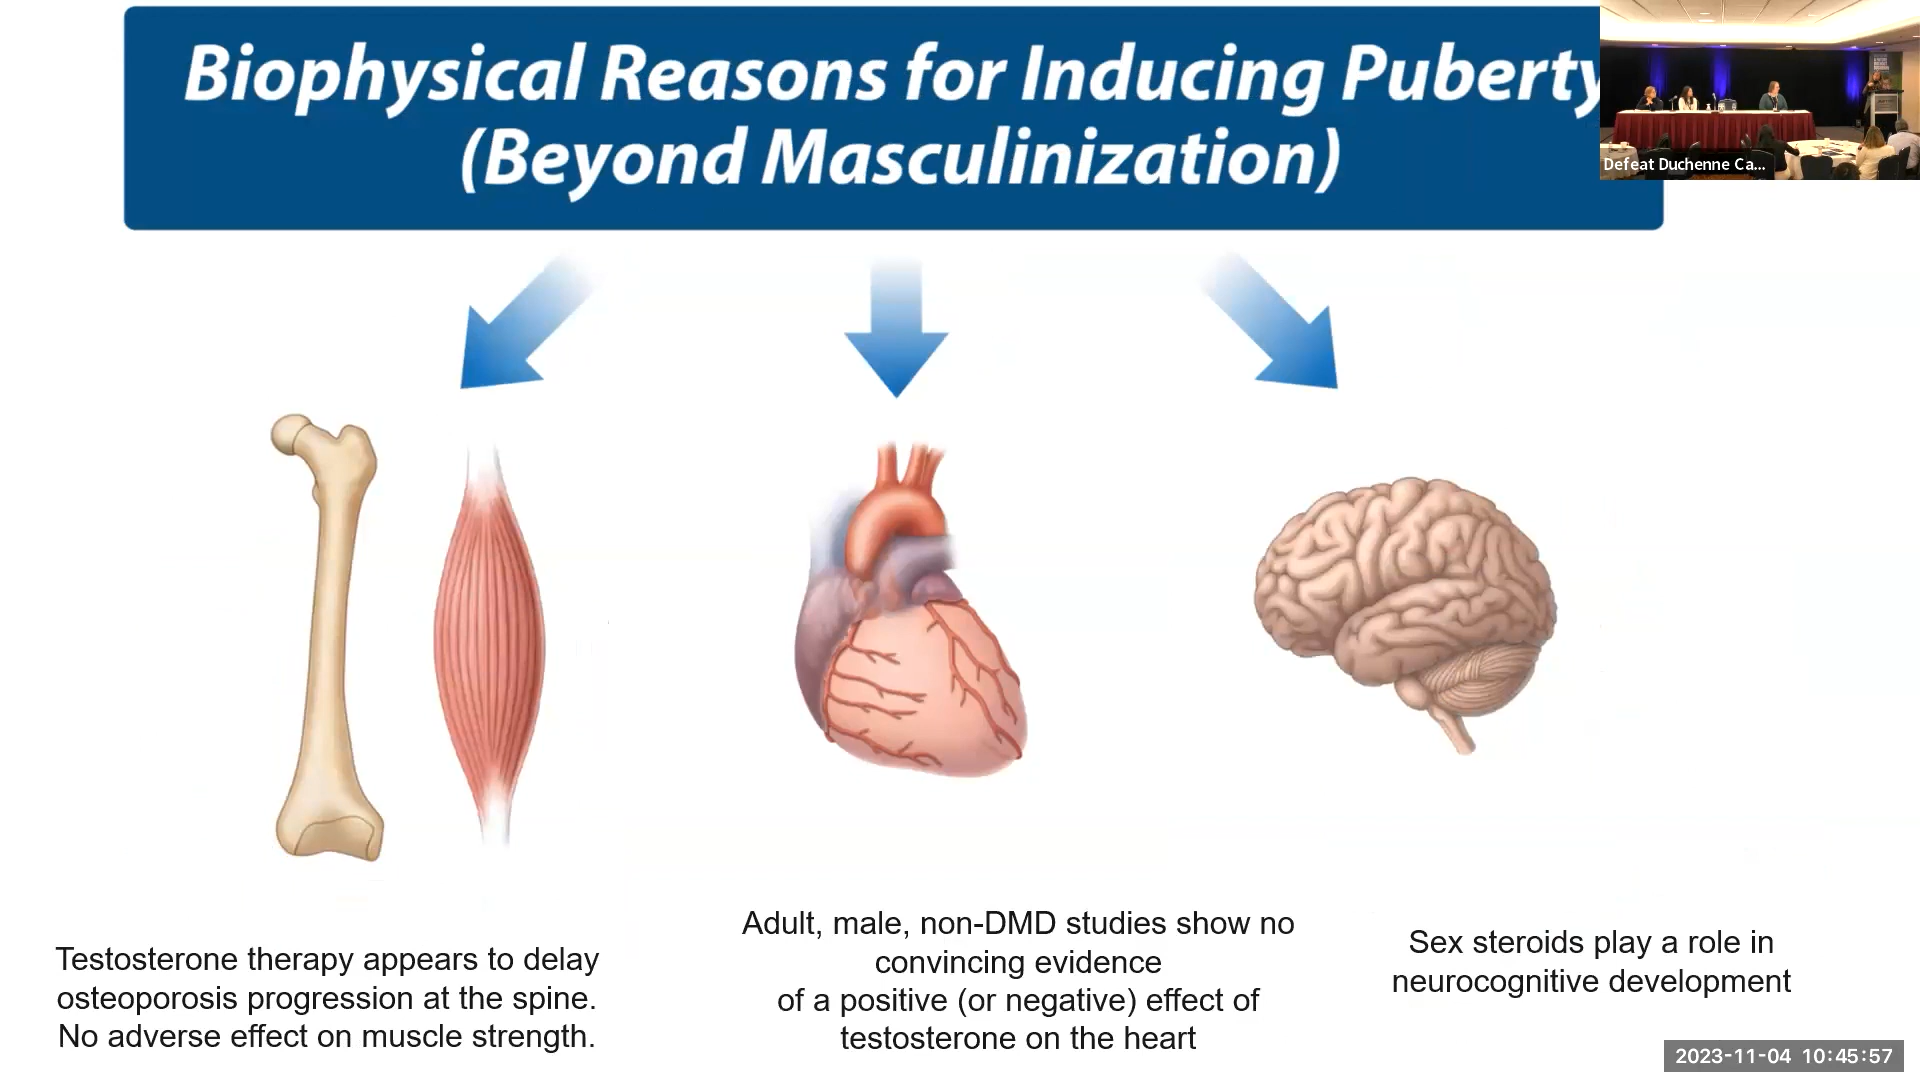 Biophysical Reasons for Inducing Puberty
(Beyond Masculinization)
Defeat Duchenne Ca...
Testosterone therapy appears to delay
osteoporosis progression at the spine.
No adverse effect on muscle strength.
Adult, male, non-DMD studies show no
convincing evidence
of a positive (or negative) effect of
testosterone on the heart
Sex steroids play a role in
neurocognitive development
2023-11-04 10:45:57